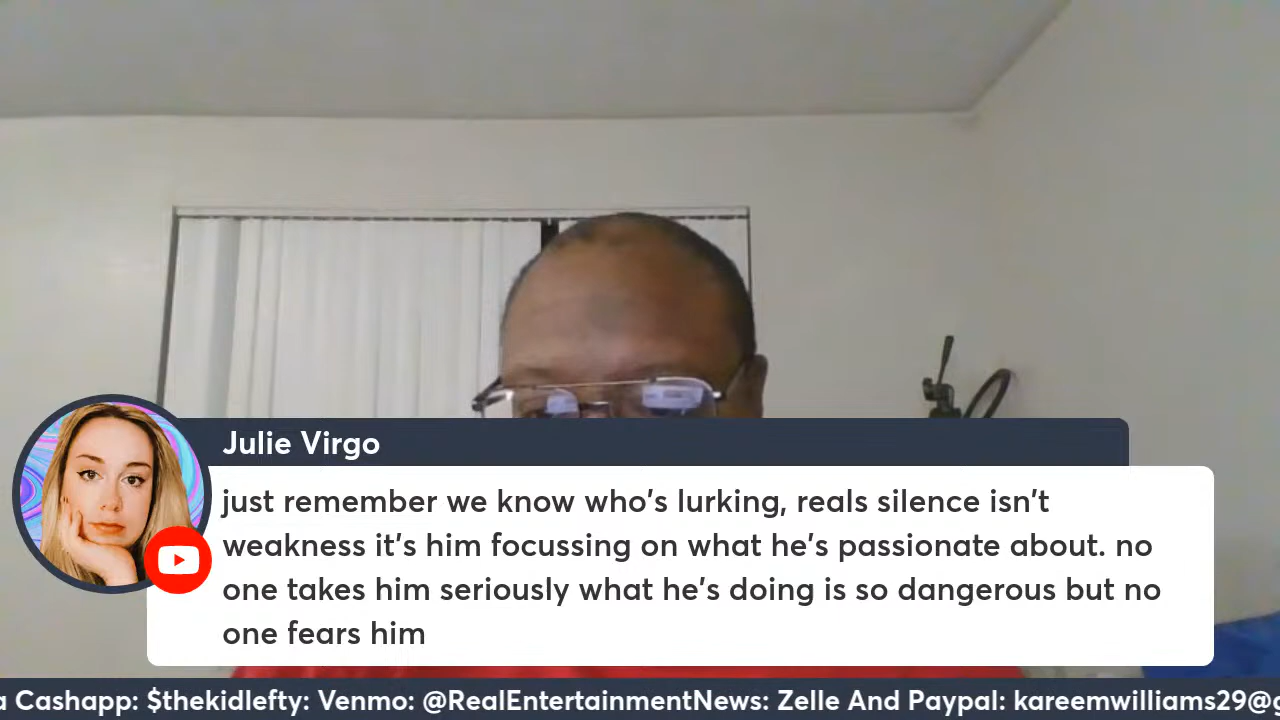 Julie Virgo
just remember we know who's lurking, reals silence isn't
weakness it's him focussing on what he's passionate about. no
one takes him seriously what he's doing is so dangerous but no
one fears him
a Cashapp: $thekidlefty: Venmo: @RealEntertainmentNews: Zelle And Paypal: kareemwilliams29@g